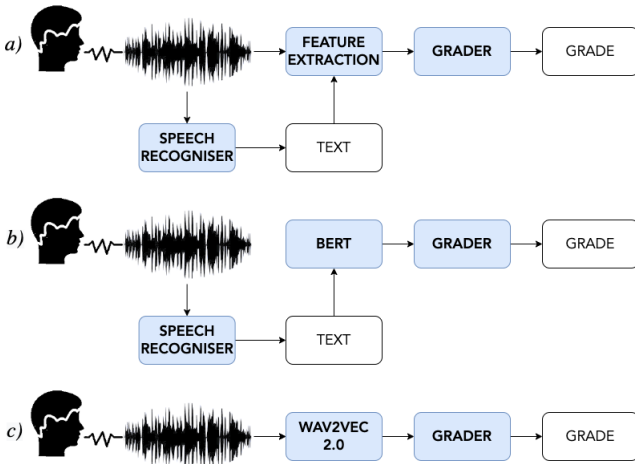 a)
FEATURE
EXTRACTION
GRADER
GRADE
SPEECH
RECOGNISER
TEXT
b)
BERT
GRADER
GRADE
SPEECH
RECOGNISER
TEXT
c)
WAV2VEC
2.0
GRADER
GRADE